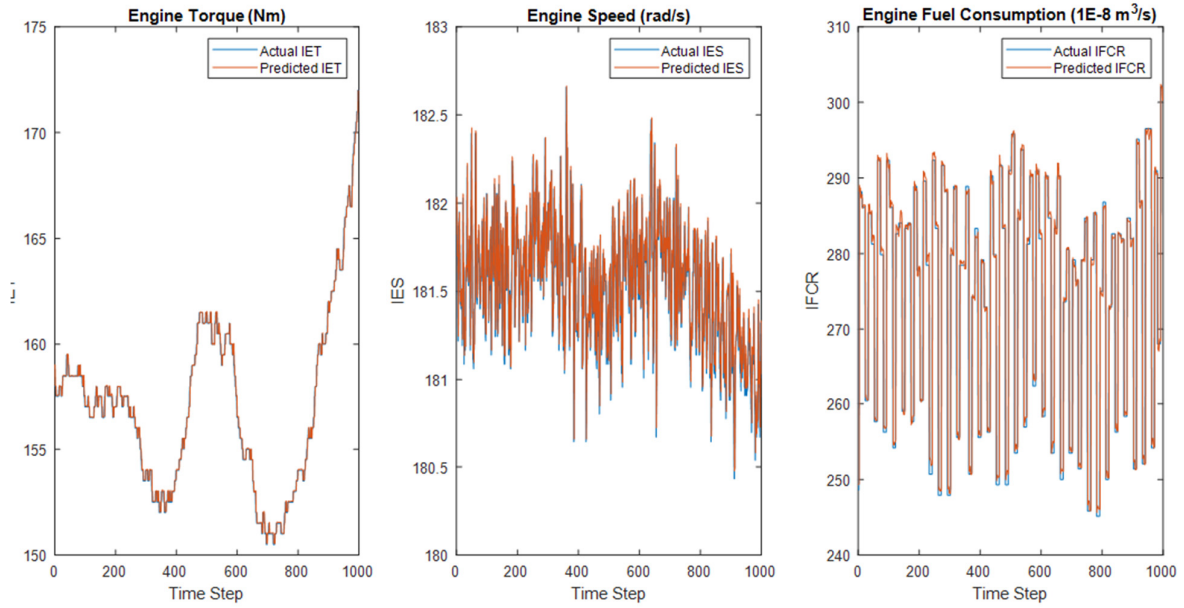 Engine Torque (Nm)
175
170
165
160
155
150
0
200
400
600
800
1000
Time Step
Actual IET
Predicted IET
Engine Speed (rad/s)
183
182.5
182
181.5
181
180.5
180
IES
0
200
400
600
800
1000
Time Step
Actual IES
Predicted IES
Engine Fuel Consumption (1E-8 m³/s)
310
300
290
280
270
260
250
240
IFCR
0
200
400
600
800
1000
Time Step
Actual IFCR
Predicted IFCR